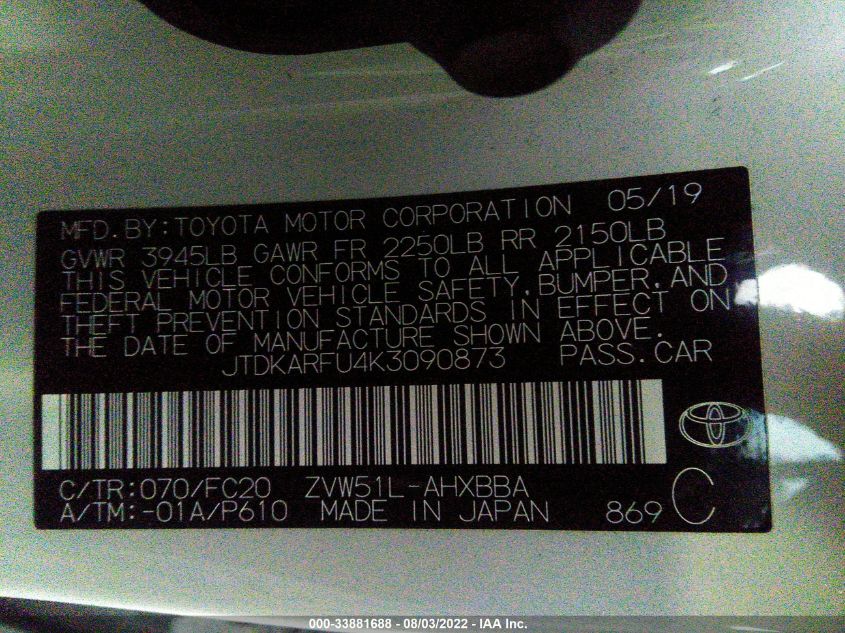 MFD. BY: TOYOTA MOTOR CORPORATION 05/19
GVWR 3945LB GAWR FR 2250LB RR 2150LB
THIS VEHICLE CONFORMS TO ALL APPLICABLE
FEDERAL MOTOR VEHICLE SAFETY, BUMPER, AND
THEFT PREVENTION STANDARDS IN EFFECT ON
THE DATE OF MANUFACTURE SHOWN ABOVE.
JTDKARFU4K3090873 PASS. CAR
C/TR: 070/FC20 ZVW51L-AHXBBA
A/TM: -01A/P610 MADE IN JAPAN 869 C
000-33881688 - 08/03/2022 - IAA Inc.